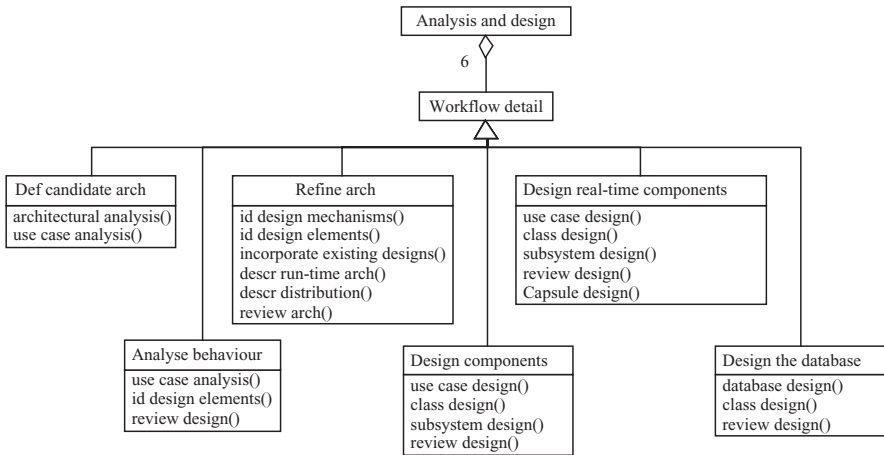 Analysis and design
6
Workflow detail
Def candidate arch
architectural analysis()
use case analysis()
Refine arch
id design mechanisms()
id design elements()
incorporate existing designs()
descr run-time arch()
descr distribution()
review arch()
Design real-time components
use case design()
class design()
subsystem design()
review design()
Capsule design()
Analyse behaviour
use case analysis()
id design elements()
review design()
Design components
use case design()
class design()
subsystem design()
review design()
Design the database
database design()
class design()
review design()